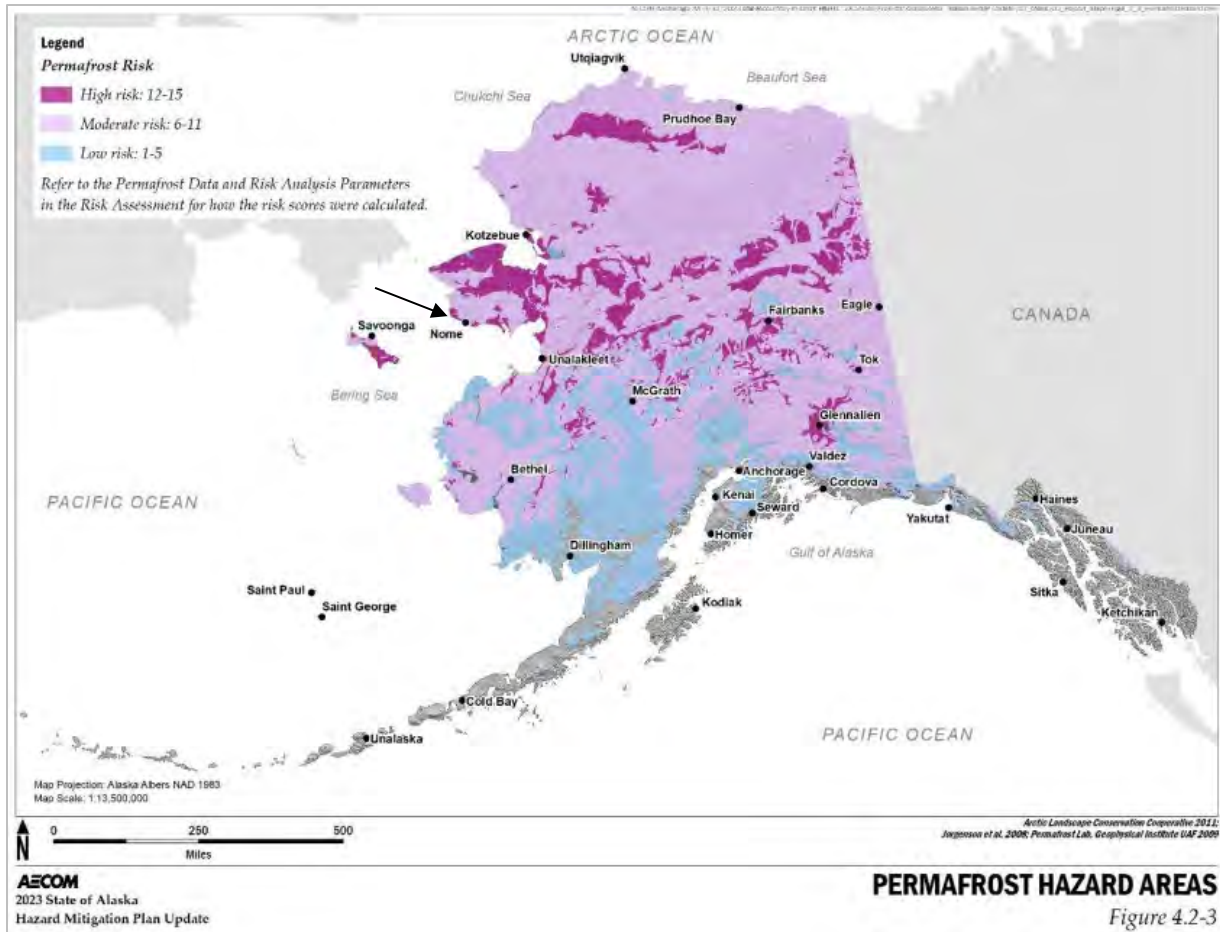 Legend
Permafrost Risk
High risk: 12-15
Moderate risk: 6-11
Low risk: 1-5
Refer to the Permafrost Data and Risk Analysis Parameters
in the Risk Assessment for how the risk scores were calculated.
ARCTIC OCEAN
Utqiagvik
Beaufort Sea
Chukchi Sea
Prudhoe Bay
Kotzebue
Eagle
Fairbanks
CANADA
Savoonga
Nome
Unalakleet
Tok
McGrath
Bering Sea
Glennallen
Valdez
Bethel
Anchorage
PACIFIC OCEAN
Cordova
Kenai
Haines
Seward
Yakutat
Juneau
Homer
Dillingham
Gulf of Alaska
Saint Paul
Sitka
Saint George
Kodiak
Ketchikan
Cold Bay
PACIFIC OCEAN
Unalaska
Map Projection: Alaska Albers NAD 1983
Map Scale: 1:13,500,000
N
0 250 500
Miles
Arctic Landscape Conservation Cooperative 2011;
Jorgenson et al. 2008; Permafrost Lab, Geophysical Institute UAF 2009
AECOM
2023 State of Alaska
Hazard Mitigation Plan Update
PERMAFROST HAZARD AREAS
Figure 4.2-3